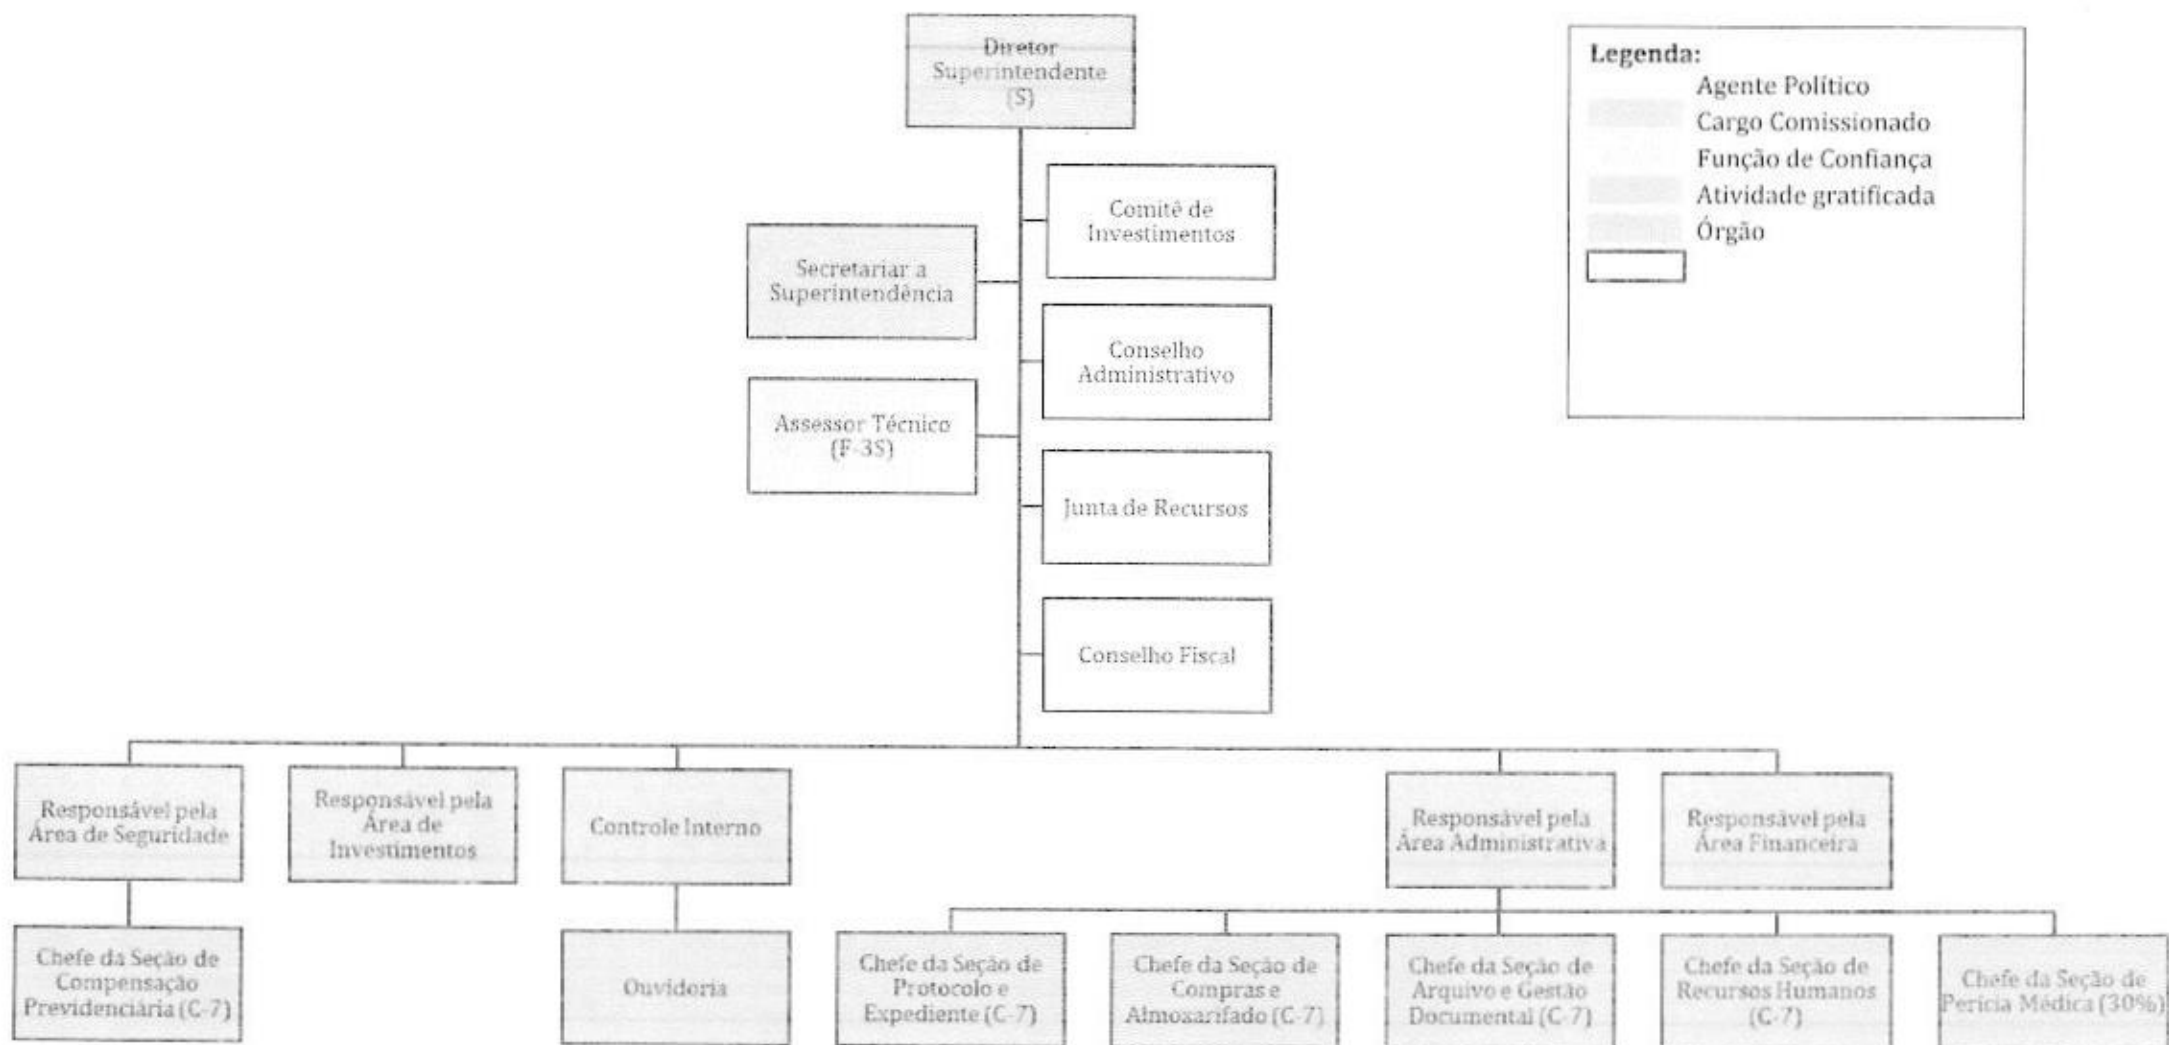 Diretor
Superintendente
(S)
Legenda:
Agente Político
Cargo Comissionado
Função de Confiança
Atividade gratificada
Órgão
Comitê de
Investimentos
Secretariar a
Superintendência
Conselho
Administrativo
Assessor Técnico
(F-3S)
Junta de Recursos
Conselho Fiscal
Responsável pela
Área de Seguridade
Responsável pela
Área de
Investimentos
Controle Interno
Responsável pela
Área Administrativa
Responsável pela
Área Financeira
Chefe da Seção de
Compensação
Previdenciária (C-7)
Ouvidoria
Chefe da Seção de
Protocolo e
Expediente (C-7)
Chefe da Seção de
Compras e
Almoxarifado (C-7)
Chefe da Seção de
Arquivo e Gestão
Documental (C-7)
Chefe da Seção de
Recursos Humanos
(C-7)
Chefe da Seção de
Perícia Médica (30%)